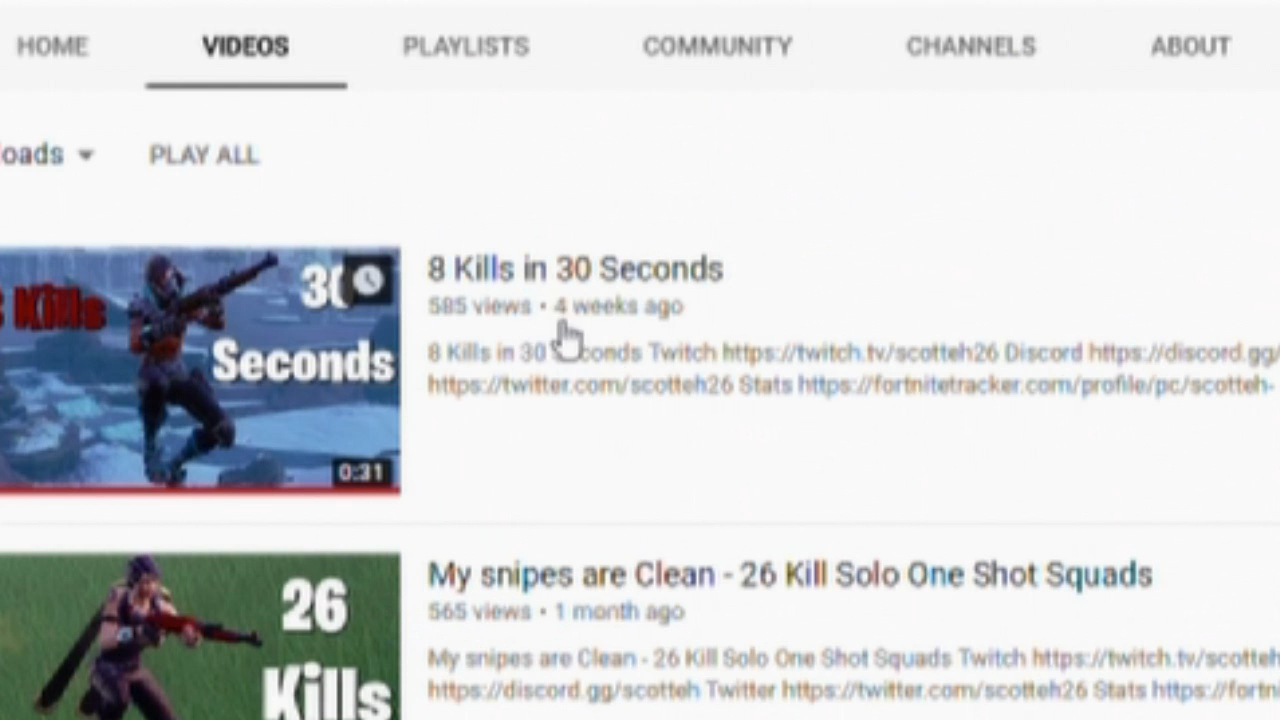 HOME VIDEOS PLAYLISTS COMMUNITY CHANNELS ABOUT
oads PLAY ALL
Kills
30
Seconds
0:31
8 Kills in 30 Seconds
585 views • 4 weeks ago
8 Kills in 30 conds Twitch https://twitch.tv/scotteh26 Discord https://discord.gg/
https://twitter.com/scotteh26 Stats https://fortnitetracker.com/profile/pc/scotteh-
26
Kills
My snipes are Clean - 26 Kill Solo One Shot Squads
565 views • 1 month ago
My snipes are Clean - 26 Kill Solo One Shot Squads Twitch https://twitch.tv/scotteh
https://discord.gg/scotteh Twitter https://twitter.com/scotteh26 Stats https://fortn